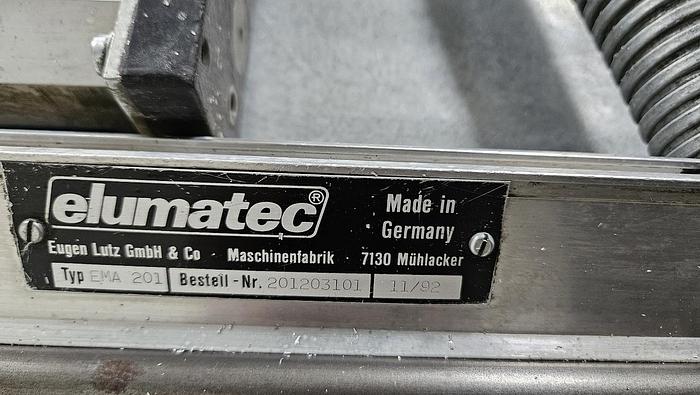 elumatec®
Made in
Germany
Eugen Lutz GmbH & Co · Maschinenfabrik · 7130 Mühlacker
Typ EMA 201 Bestell-Nr. 201203101 11/92